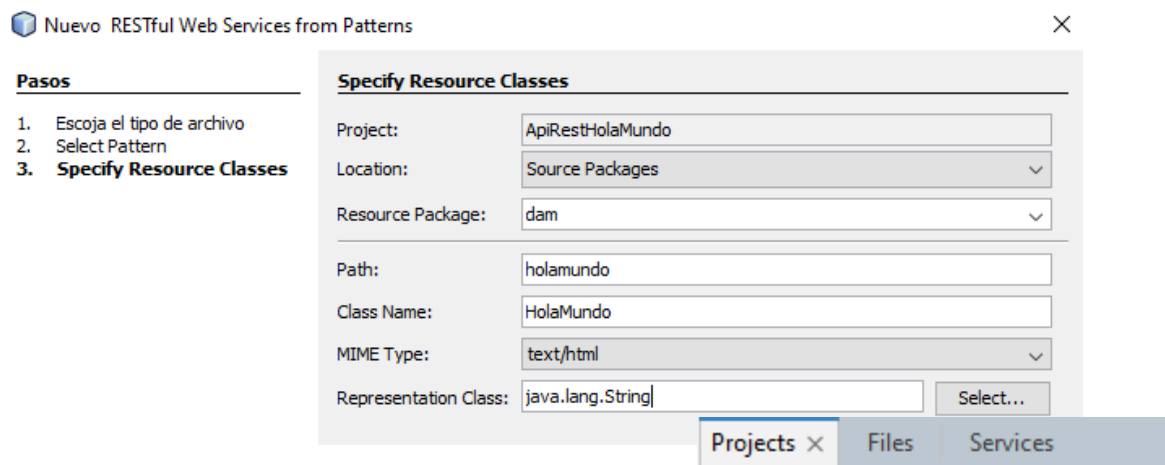 Nuevo RESTful Web Services from Patterns
Pasos
1. Escoja el tipo de archivo
2. Select Pattern
3. Specify Resource Classes
Specify Resource Classes
Project: ApiRestHolaMundo
Location: Source Packages
Resource Package: dam
Path: holamundo
Class Name: HolaMundo
MIME Type: text/html
Representation Class: java.lang.String Select...
Projects Files Services